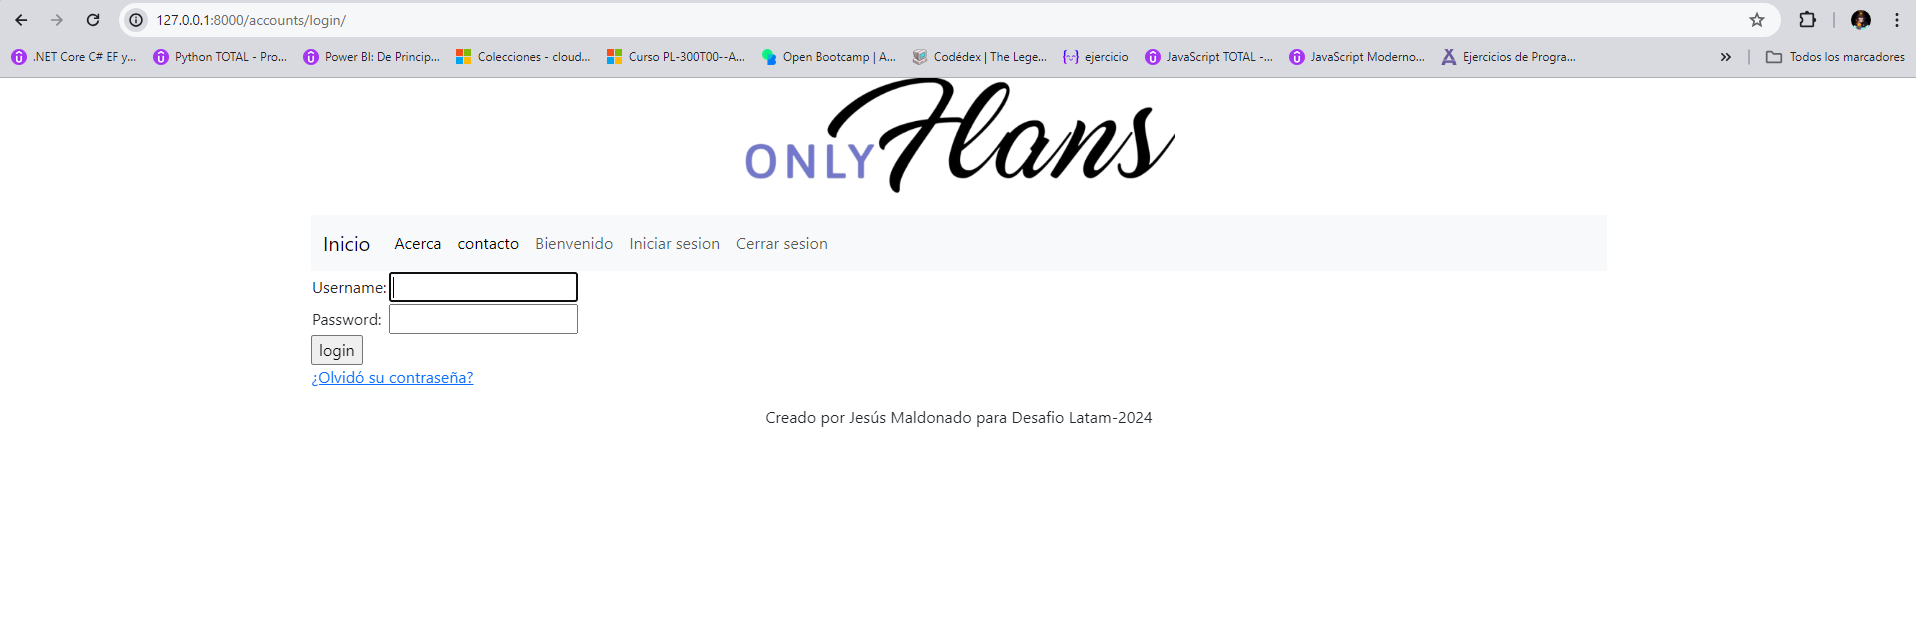 127.0.0.1:8000/accounts/login/
.NET Core C# EF y... Python TOTAL - Pro... Power BI: De Princip... Colecciones - cloud... Curso PL-300T00--A... Open Bootcamp | A... Codédex | The Lege... ejercicio JavaScript TOTAL -... JavaScript Moderno... Ejercicios de Progra... » Todos los marcadores
ONLY Flans
Inicio Acerca contacto Bienvenido Iniciar sesion Cerrar sesion
Username:
Password:
login
¿Olvidó su contraseña?
Creado por Jesús Maldonado para Desafio Latam-2024